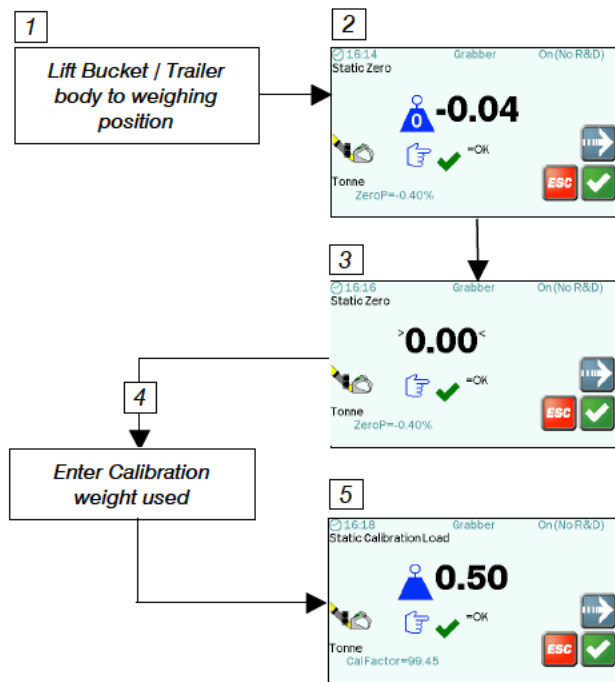 1
Lift Bucket / Trailer
body to weighing
position
2
16:14 Grabber On(No R&D)
Static Zero
0 -0.04
=OK
Tonne
ESC
ZeroP=-0.40%
3
16:16 Grabber On(No R&D)
Static Zero
>0.00<
=OK
Tonne
ESC
ZeroP=-0.40%
4
Enter Calibration
weight used
5
16:18 Grabber On(No R&D)
Static Calibration Load
0.50
=OK
Tonne
ESC
Cal Factor=99.45